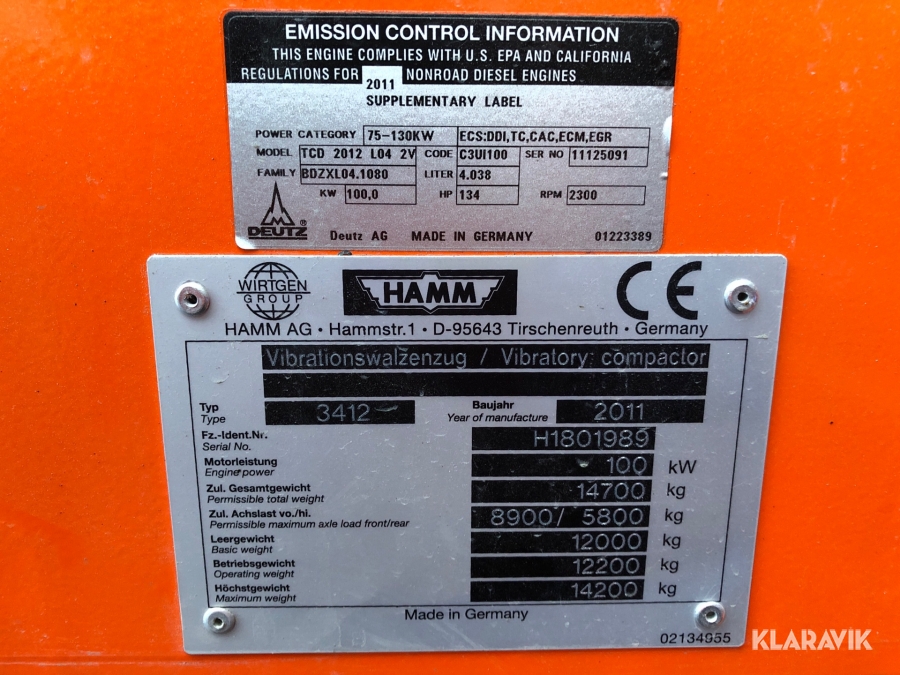 EMISSION CONTROL INFORMATION
THIS ENGINE COMPLIES WITH U.S. EPA AND CALIFORNIA
REGULATIONS FOR 2011 NONROAD DIESEL ENGINES
SUPPLEMENTARY LABEL
POWER CATEGORY 75-130KW ECS:DDI,TC,CAC,ECM,EGR
MODEL TCD 2012 L04 2V CODE C3UI100 SER NO 11125091
FAMILY BDZXL04.1080 LITER 4.038
KW 100,0 HP 134 RPM 2300
DEUTZ ® Deutz AG MADE IN GERMANY 01223389
WIRTGEN GROUP HAMM CE
HAMM AG • Hammstr.1 • D-95643 Tirschenreuth • Germany
Vibrationswalzenzug / Vibratory compactor
Typ
Type 3412
Baujahr
Year of manufacture 2011
Fz.-Ident.Nr.
Serial No. H1801989
Motorleistung
Engine power 100 kW
Zul. Gesamtgewicht
Permissible total weight 14700 kg
Zul. Achslast vo./hi.
Permissible maximum axle load front/rear 8900/ 5800 kg
Leergewicht
Basic weight 12000 kg
Betriebsgewicht
Operating weight 12200 kg
Höchstgewicht
Maximum weight 14200 kg
Made in Germany
02134955
KLARAVIK